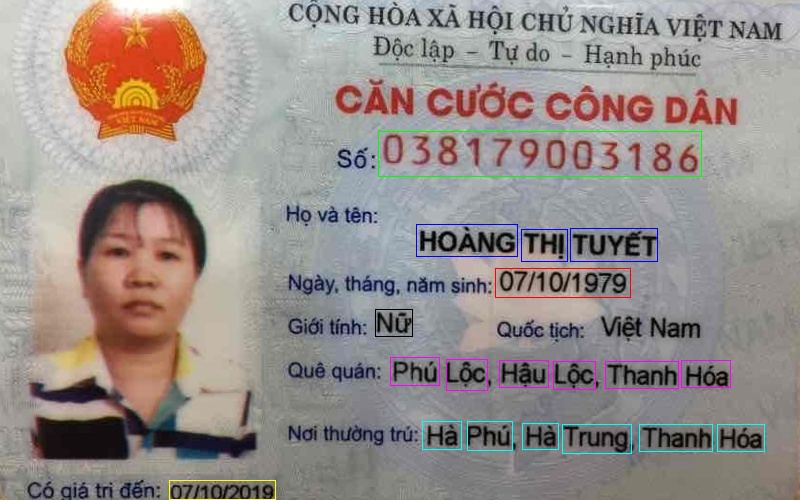 CỘNG HÒA XÃ HỘI CHỦ NGHĨA VIỆT NAM
Độc lập - Tự do - Hạnh phúc
CĂN CƯỚC CÔNG DÂN
Số: 038179003186
Họ và tên:
HOÀNG THỊ TUYẾT
Ngày, tháng, năm sinh: 07/10/1979
Giới tính: Nữ Quốc tịch: Việt Nam
Quê quán: Phú Lộc, Hậu Lộc, Thanh Hóa
Nơi thường trú: Hà Phú, Hà Trung, Thanh Hóa
Có giá trị đến: 07/10/2019